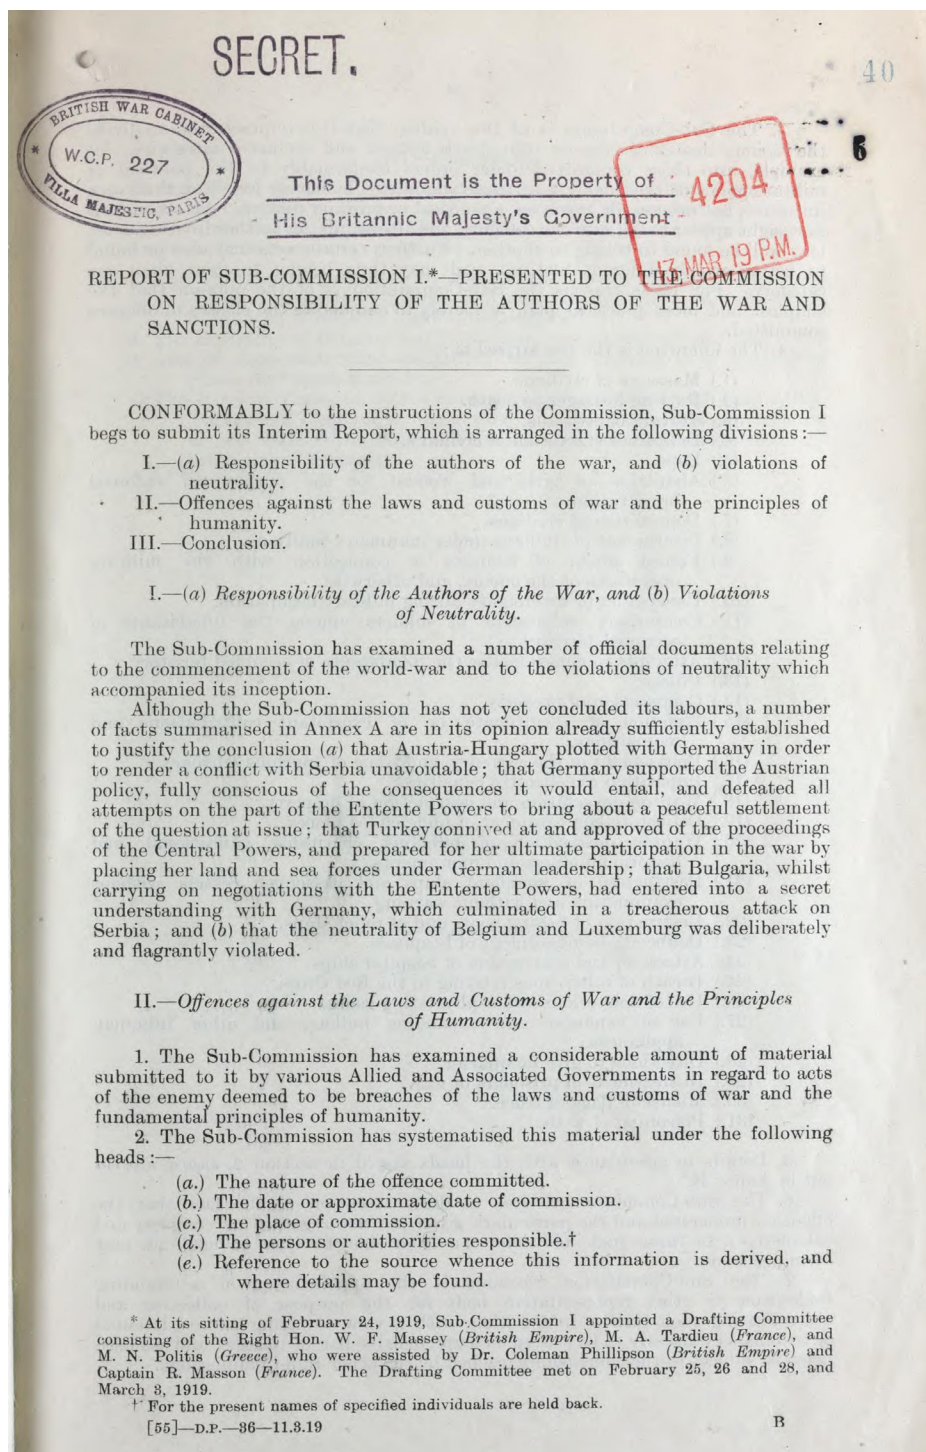 SECRET.
40
BRITISH WAR CABINET
W.C.P. 227
VILLA MAJESTIC, PARIS
6
This Document is the Property of
His Britannic Majesty's Government
4204
13 MAR 19 P.M.
REPORT OF SUB-COMMISSION I.*—PRESENTED TO THE COMMISSION
ON RESPONSIBILITY OF THE AUTHORS OF THE WAR AND
SANCTIONS.
CONFORMABLY to the instructions of the Commission, Sub-Commission I
begs to submit its Interim Report, which is arranged in the following divisions :—
I.—(a) Responsibility of the authors of the war, and (b) violations of
neutrality.
II.—Offences against the laws and customs of war and the principles of
humanity.
III.—Conclusion.
I.—(a) Responsibility of the Authors of the War, and (b) Violations
of Neutrality.
The Sub-Commission has examined a number of official documents relating
to the commencement of the world-war and to the violations of neutrality which
accompanied its inception.
Although the Sub-Commission has not yet concluded its labours, a number
of facts summarised in Annex A are in its opinion already sufficiently established
to justify the conclusion (a) that Austria-Hungary plotted with Germany in order
to render a conflict with Serbia unavoidable ; that Germany supported the Austrian
policy, fully conscious of the consequences it would entail, and defeated all
attempts on the part of the Entente Powers to bring about a peaceful settlement
of the question at issue ; that Turkey connived at and approved of the proceedings
of the Central Powers, and prepared for her ultimate participation in the war by
placing her land and sea forces under German leadership ; that Bulgaria, whilst
carrying on negotiations with the Entente Powers, had entered into a secret
understanding with Germany, which culminated in a treacherous attack on
Serbia ; and (b) that the neutrality of Belgium and Luxemburg was deliberately
and flagrantly violated.
II.—Offences against the Laws and Customs of War and the Principles
of Humanity.
1. The Sub-Commission has examined a considerable amount of material
submitted to it by various Allied and Associated Governments in regard to acts
of the enemy deemed to be breaches of the laws and customs of war and the
fundamental principles of humanity.
2. The Sub-Commission has systematised this material under the following
heads :—
(a.) The nature of the offence committed.
(b.) The date or approximate date of commission.
(c.) The place of commission.
(d.) The persons or authorities responsible.†
(e.) Reference to the source whence this information is derived, and
where details may be found.
* At its sitting of February 24, 1919, Sub-Commission I appointed a Drafting Committee
consisting of the Right Hon. W. F. Massey (British Empire), M. A. Tardieu (France), and
M. N. Politis (Greece), who were assisted by Dr. Coleman Phillipson (British Empire) and
Captain R. Masson (France). The Drafting Committee met on February 25, 26 and 28, and
March 3, 1919.
† For the present names of specified individuals are held back.
[55]—D.P.—36—11.3.19
B